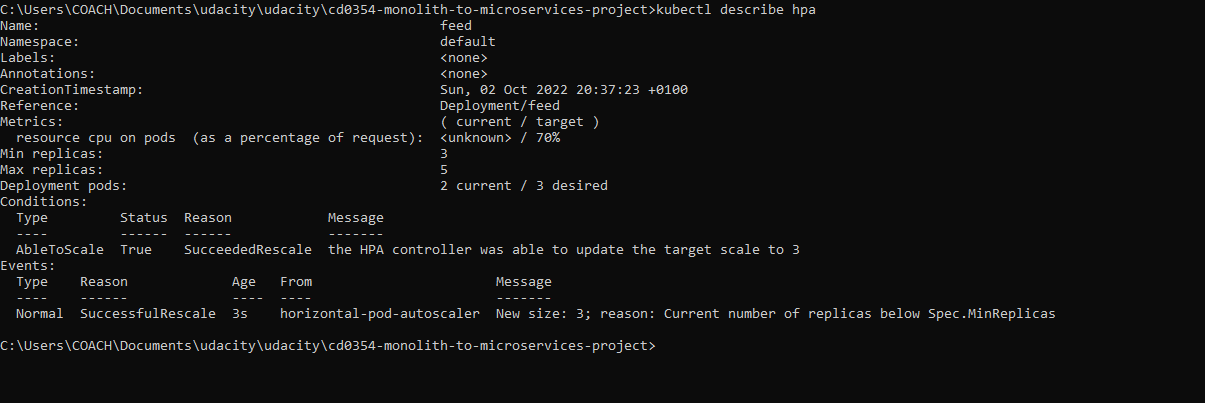 C:\Users\COACH\Documents\udacity\udacity\cd0354-monolith-to-microservices-project>kubectl describe hpa
Name:                                                  feed
Namespace:                                             default
Labels:                                                <none>
Annotations:                                           <none>
CreationTimestamp:                                     Sun, 02 Oct 2022 20:37:23 +0100
Reference:                                             Deployment/feed
Metrics:                                               ( current / target )
  resource cpu on pods  (as a percentage of request):  <unknown> / 70%
Min replicas:                                          3
Max replicas:                                          5
Deployment pods:                                       2 current / 3 desired
Conditions:
  Type         Status  Reason            Message
  ----         ------  ------            -------
  AbleToScale  True    SucceededRescale  the HPA controller was able to update the target scale to 3
Events:
  Type    Reason             Age   From                       Message
  ----    ------             ----  ----                       -------
  Normal  SuccessfulRescale  3s    horizontal-pod-autoscaler  New size: 3; reason: Current number of replicas below Spec.MinReplicas
C:\Users\COACH\Documents\udacity\udacity\cd0354-monolith-to-microservices-project>